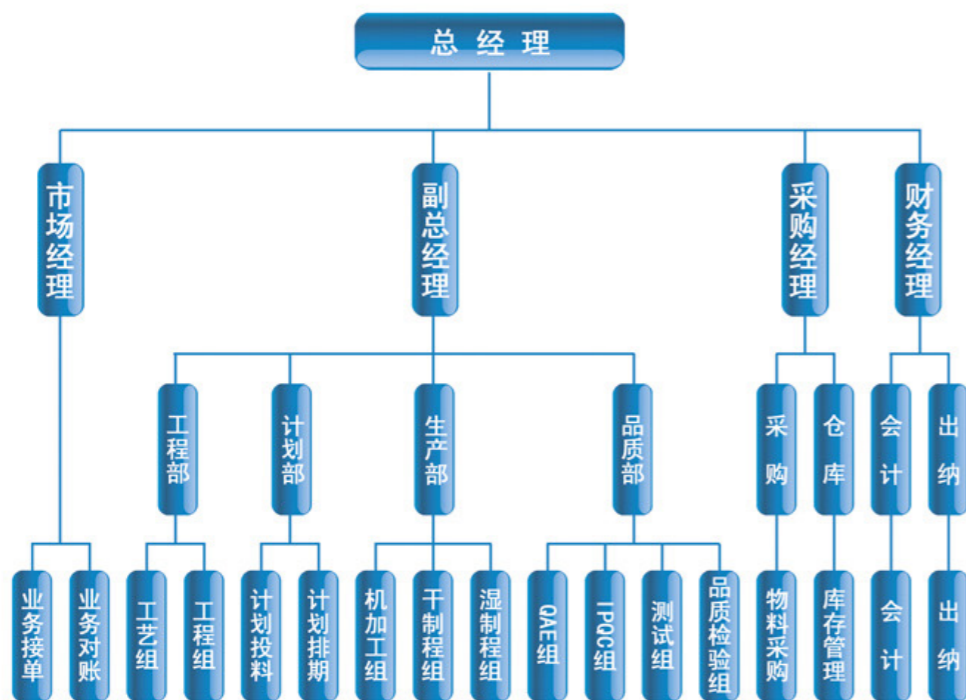 总经理
市场经理
副总经理
采购经理
财务经理
工程部
计划部
生产部
品质部
采购
仓库
会计
出纳
业务接单
业务对账
工艺组
工程组
计划投料
计划排期
机加工组
干制程组
湿制程组
QAE组
IPQC组
测试组
品质检验组
物料采购
库存管理
会计
出纳